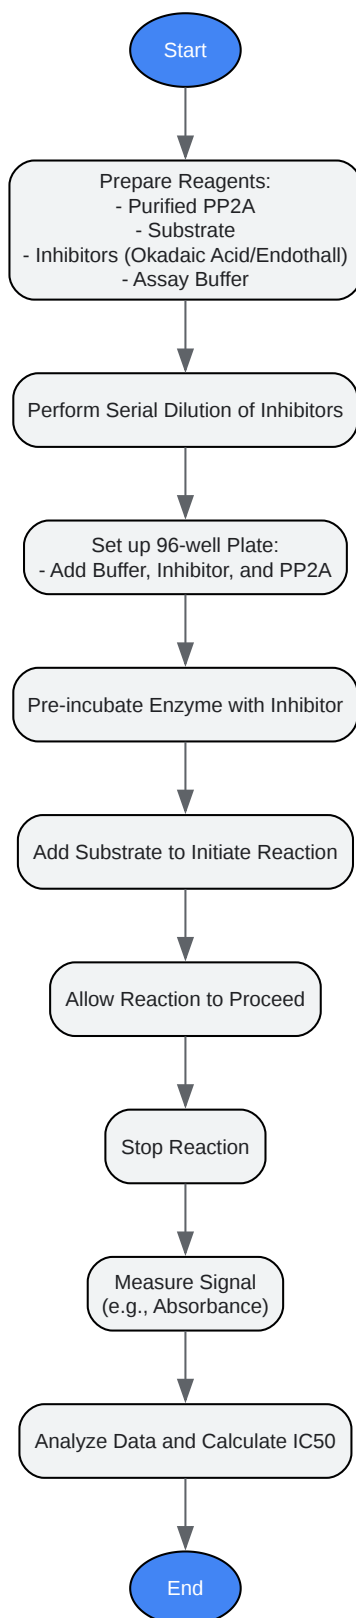 Start
Prepare Reagents:
- Purified PP2A
- Substrate
- Inhibitors (Okadaic Acid/Endothall)
- Assay Buffer
Perform Serial Dilution of Inhibitors
Set up 96-well Plate:
- Add Buffer, Inhibitor, and PP2A
Pre-incubate Enzyme with Inhibitor
Add Substrate to Initiate Reaction
Allow Reaction to Proceed
Stop Reaction
Measure Signal
(e.g., Absorbance)
Analyze Data and Calculate IC50
End